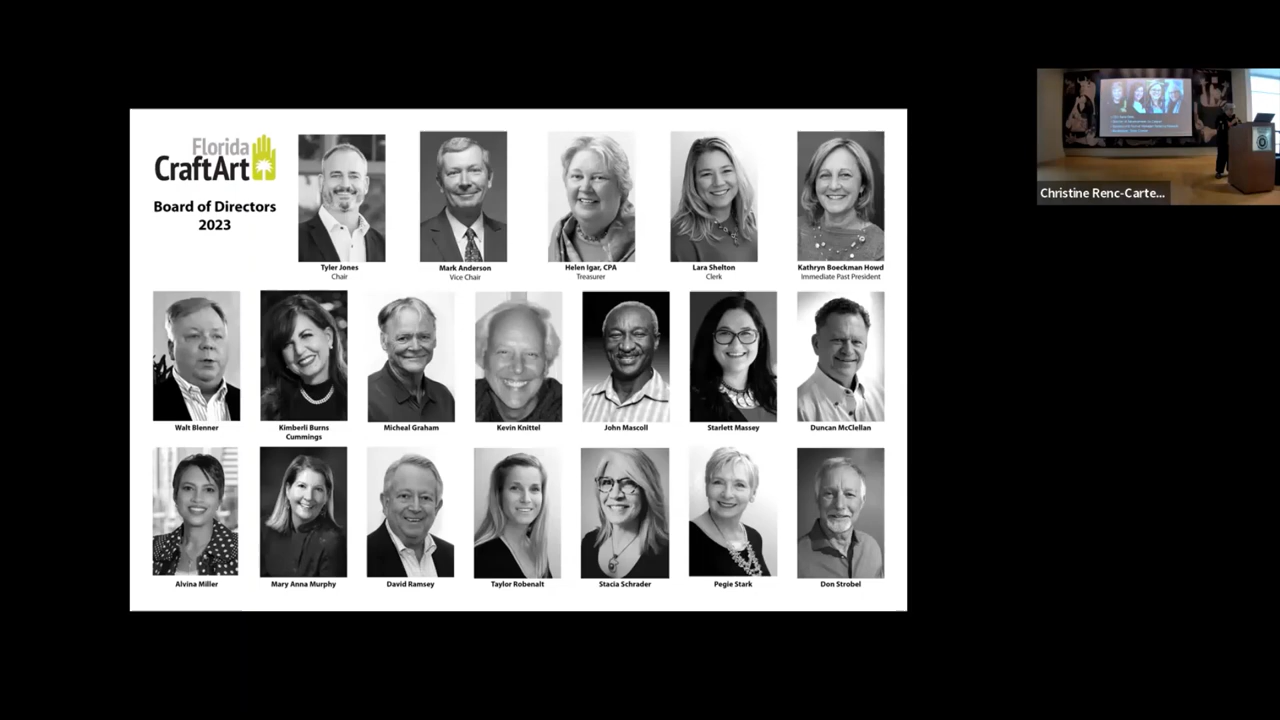 Florida
CraftArt
Board of Directors
2023
Tyler Jones
Chair
Mark Anderson
Vice Chair
Helen Igar, CPA
Treasurer
Lara Shelton
Clerk
Kathryn Boeckman Howd
Immediate Past President
Christine Renc-Carte...
Walt Blenner
Kimberli Burns
Cummings
Micheal Graham
Kevin Knittel
John Mascoll
Starlett Massey
Duncan McClellan
Alvina Miller
Mary Anna Murphy
David Ramsey
Taylor Robenalt
Stacia Schrader
Pegie Stark
Don Strobel